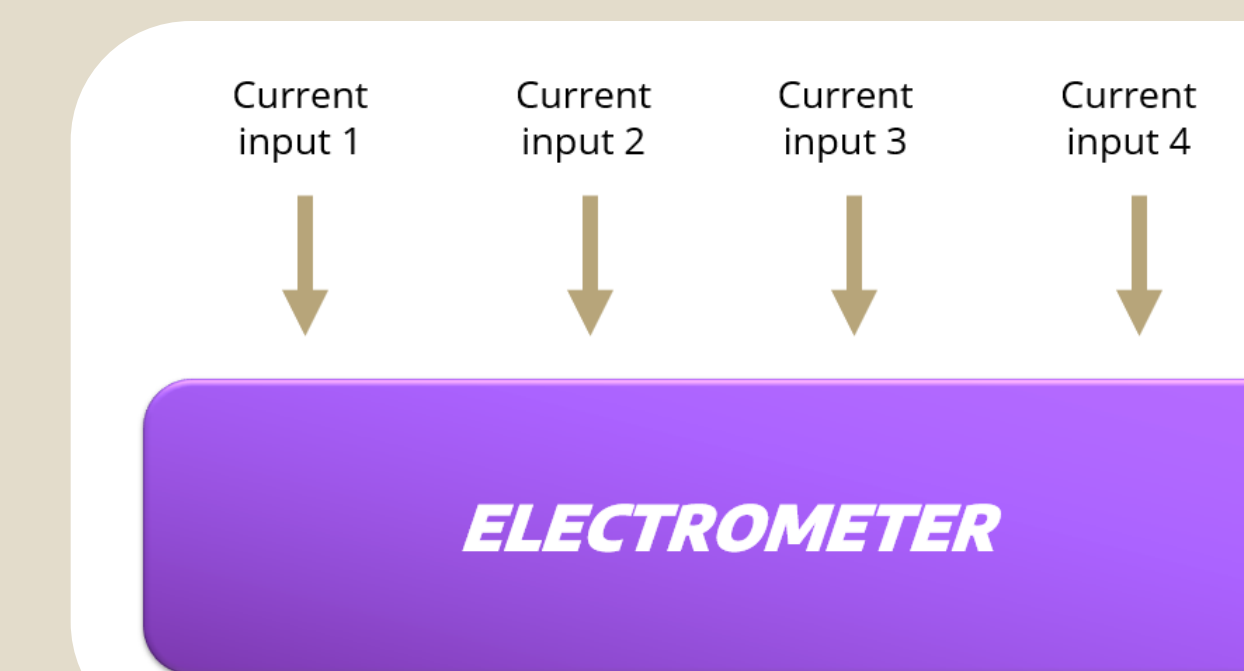 Current
input 1
Current
input 2
Current
input 3
Current
input 4
ELECTROMETER